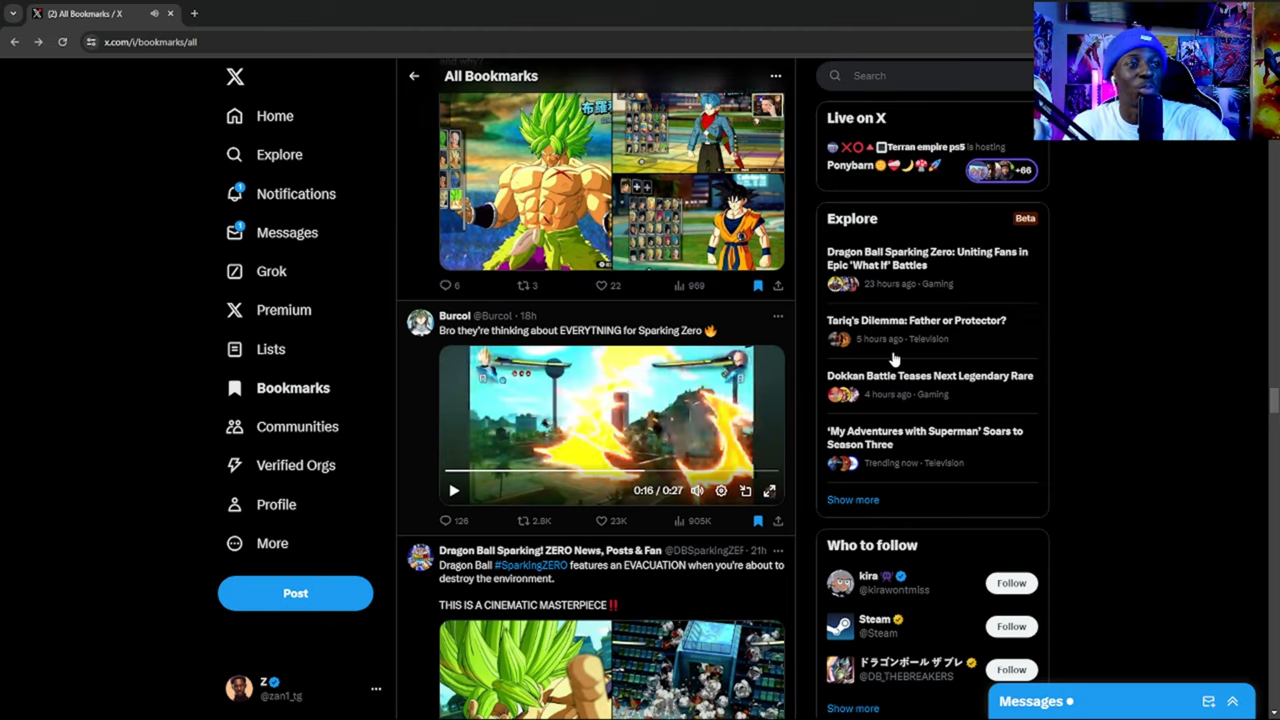 (2) All Bookmarks / X
x.com/i/bookmarks/all
Home
Explore
Notifications
1
Messages
1
Grok
Premium
Lists
Bookmarks
Communities
Verified Orgs
Profile
More
Post
Z
@zan1_tg
and why?
All Bookmarks
布羅
6
3
22
969
Burcol @Burcol · 18h
Bro they're thinking about EVERYTHING for Sparking Zero 🔥
0:16 / 0:27
126
2.8K
23K
905K
Dragon Ball Sparking! ZERO News, Posts & Fan @DBSparkingZEF · 21h
Dragon Ball #SparkingZERO features an EVACUATION when you're about to
destroy the environment.
THIS IS A CINEMATIC MASTERPIECE ‼️
Search
Live on X
Terran empire ps5 is hosting
Ponybarn
+66
Explore
Beta
Dragon Ball Sparking Zero: Uniting Fans in
Epic 'What If' Battles
23 hours ago · Gaming
Tariq's Dilemma: Father or Protector?
5 hours ago · Television
Dokkan Battle Teases Next Legendary Rare
4 hours ago · Gaming
'My Adventures with Superman' Soars to
Season Three
Trending now · Television
Show more
Who to follow
kira
@kirawontmiss
Follow
Steam
@Steam
Follow
ドラゴンボール ザ ブレ
@DB_THEBREAKERS
Follow
Show more
Messages